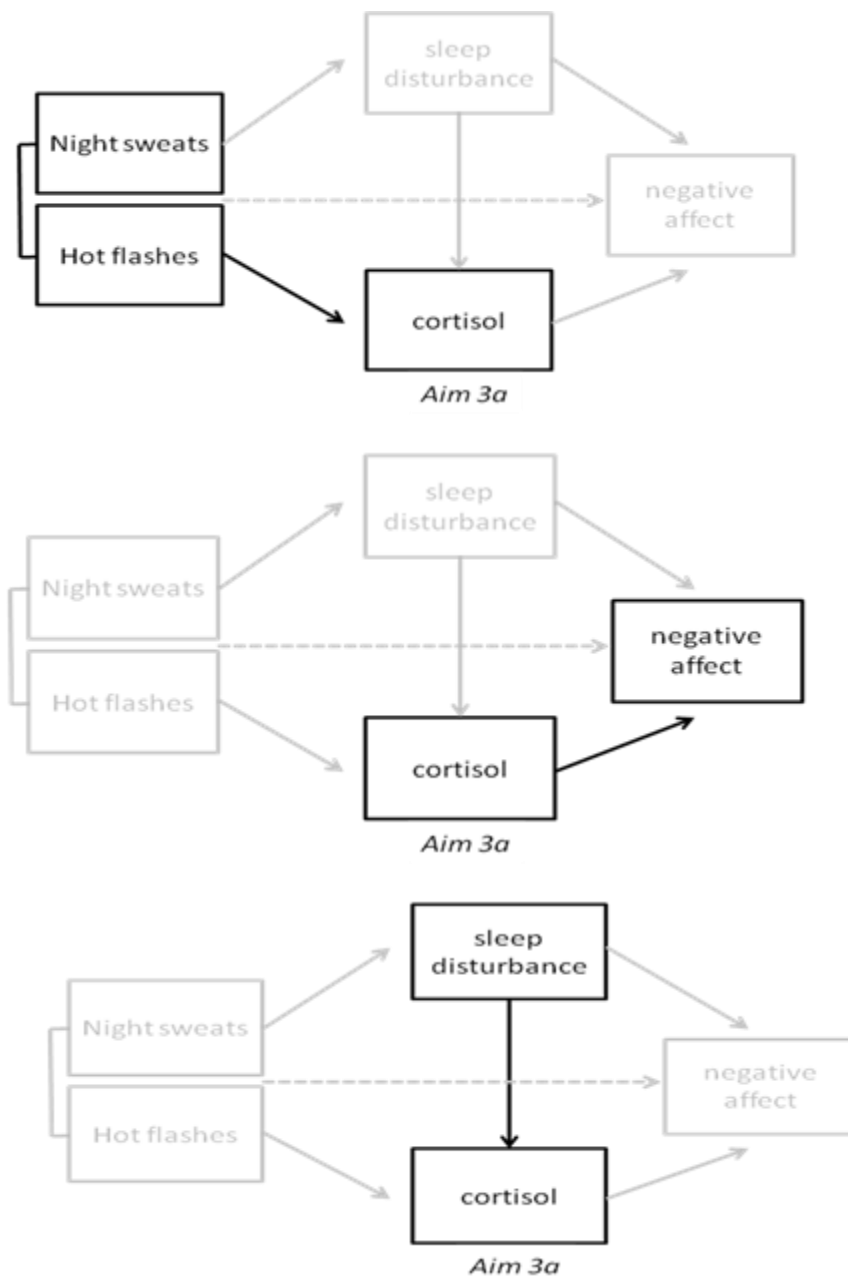 sleep
disturbance
Night sweats
negative
affect
Hot flashes
cortisol
Aim 3a
sleep
disturbance
Night sweats
negative
affect
Hot flashes
cortisol
Aim 3a
sleep
disturbance
Night sweats
negative
affect
Hot flashes
cortisol
Aim 3a